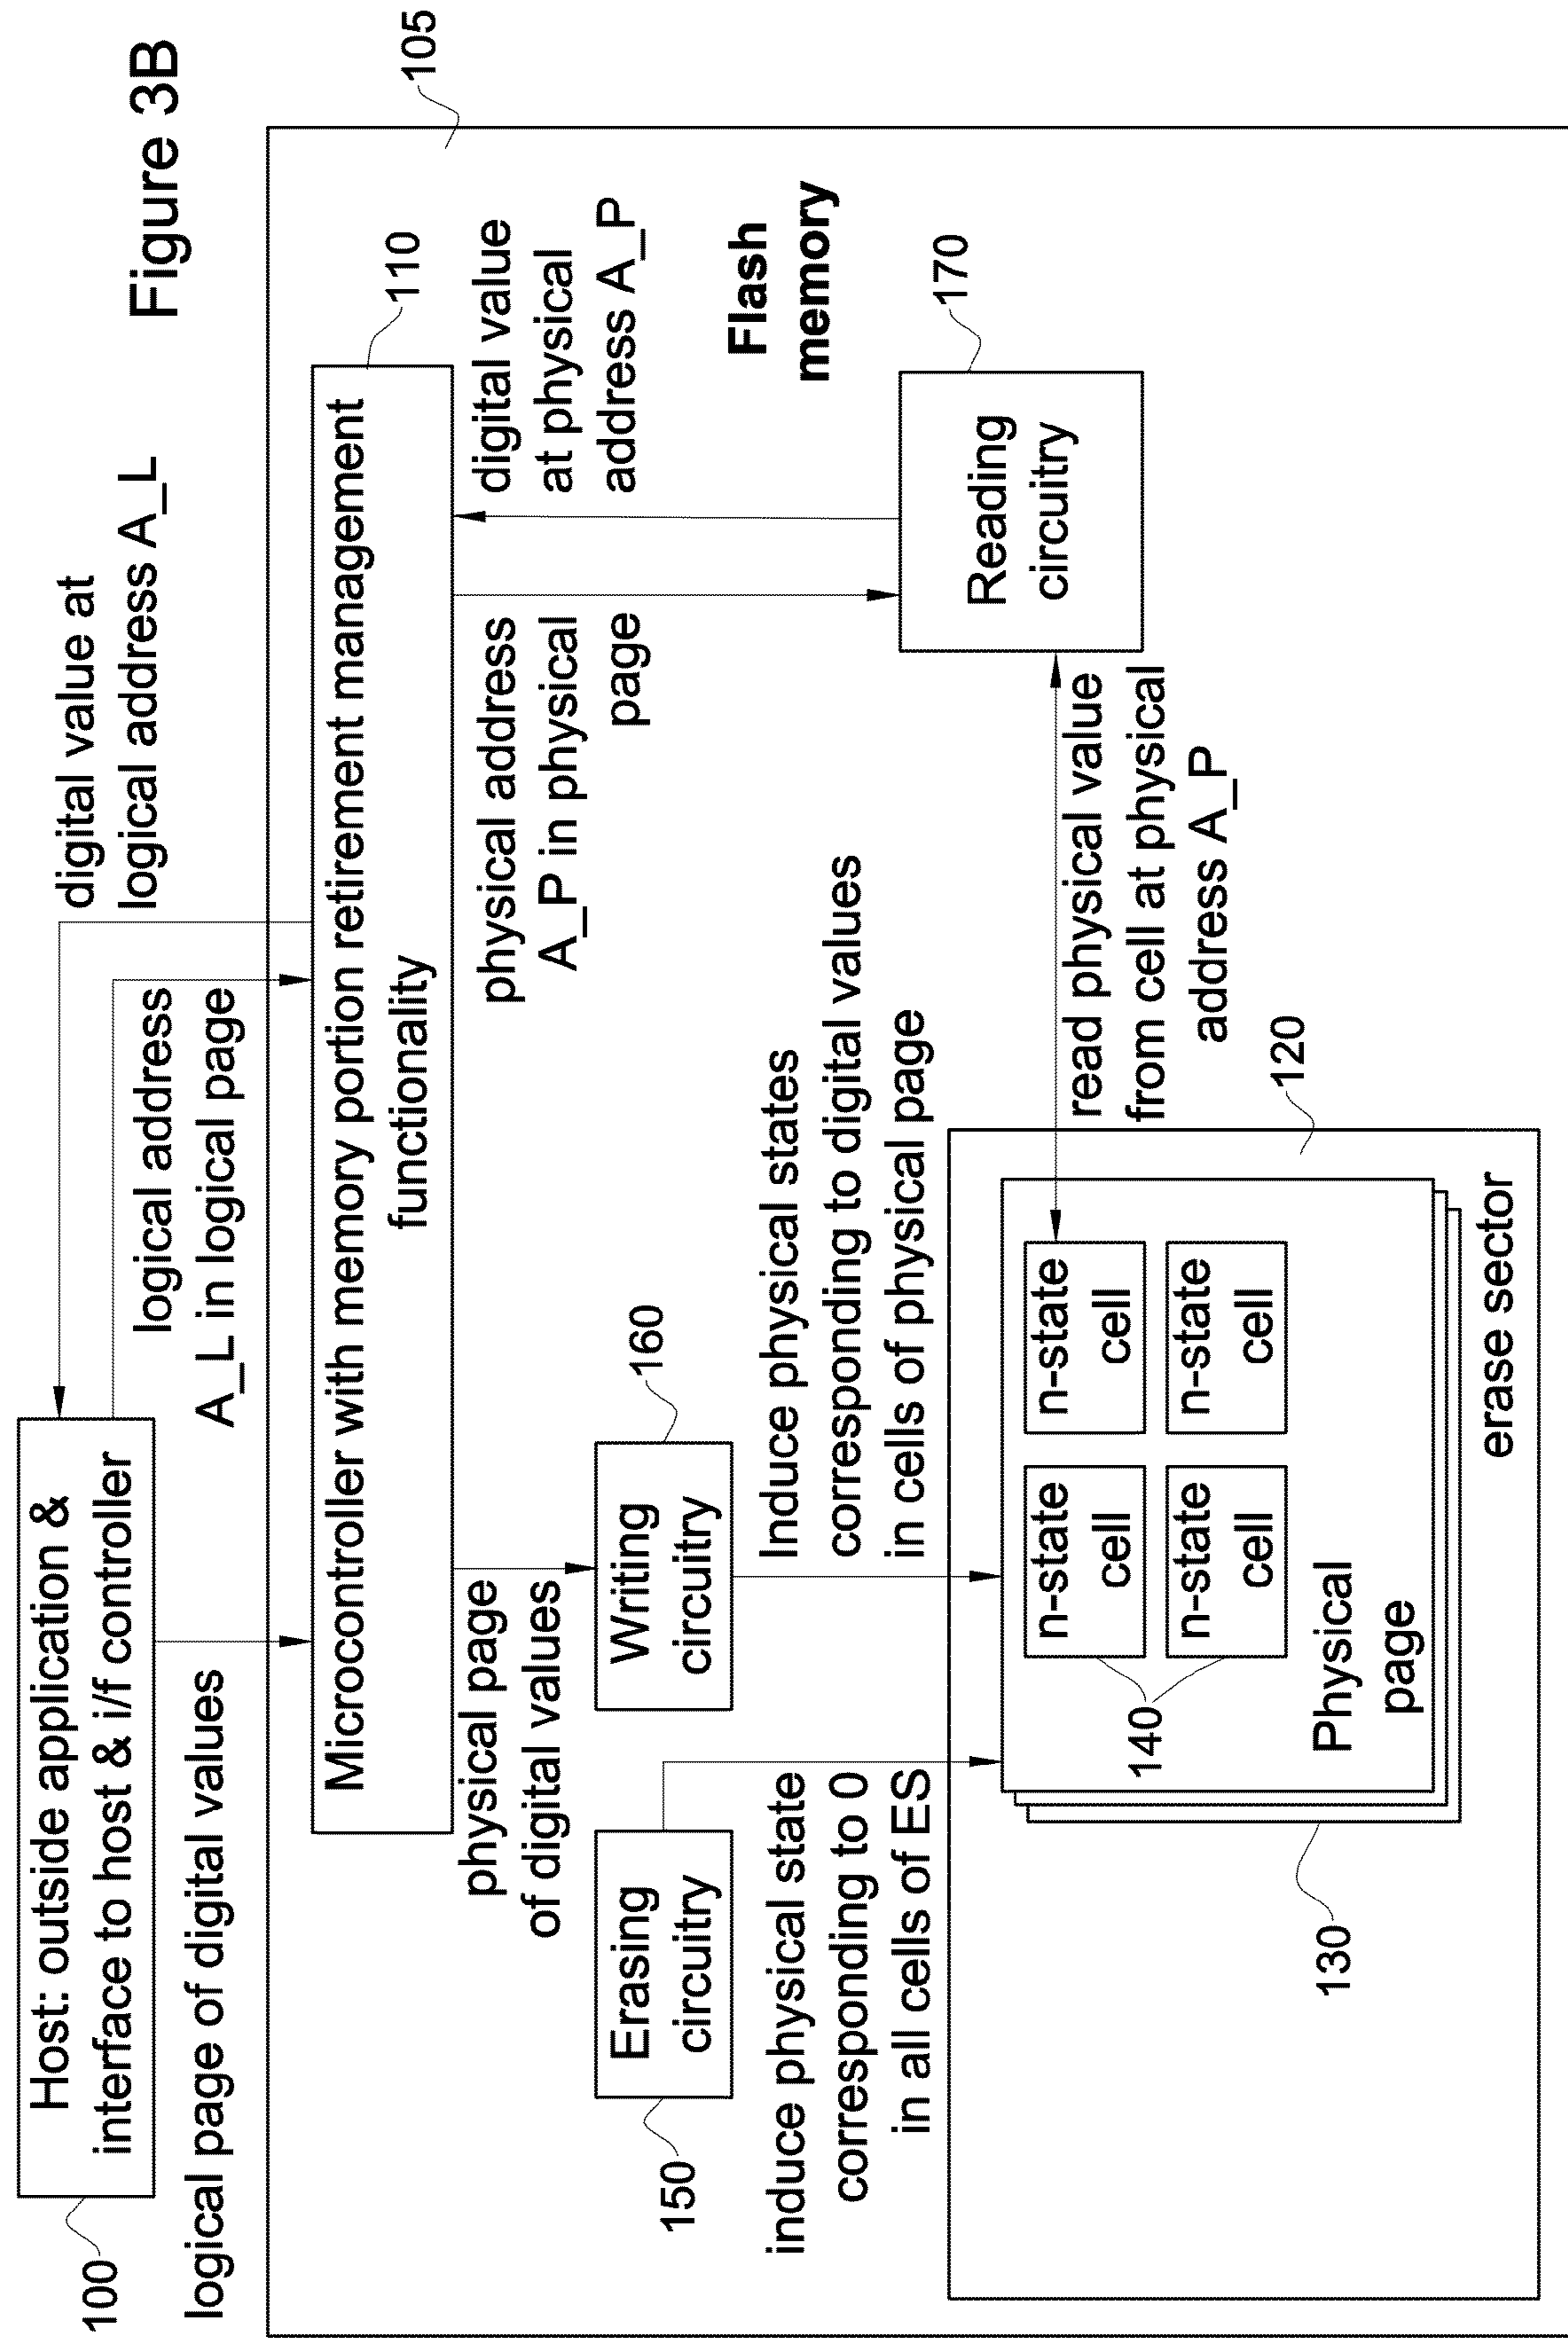 Figure 3B
100
Host: outside application &
interface to host & i/f controller
digital value at
logical address A_L
logical address
A_L in logical page
logical page of digital values
105
110
Microcontroller with memory portion retirement management
functionality
physical page
of digital values
physical address
A_P in physical
page
digital value
at physical
address A_P
Flash
memory
150
Erasing
circuitry
160
Writing
circuitry
170
Reading
circuitry
induce physical state
corresponding to 0
in all cells of ES
Induce physical states
corresponding to digital values
in cells of physical page
read physical value
from cell at physical
address A_P
120
n-state
cell
n-state
cell
n-state
cell
n-state
cell
140
Physical
page
130
erase sector